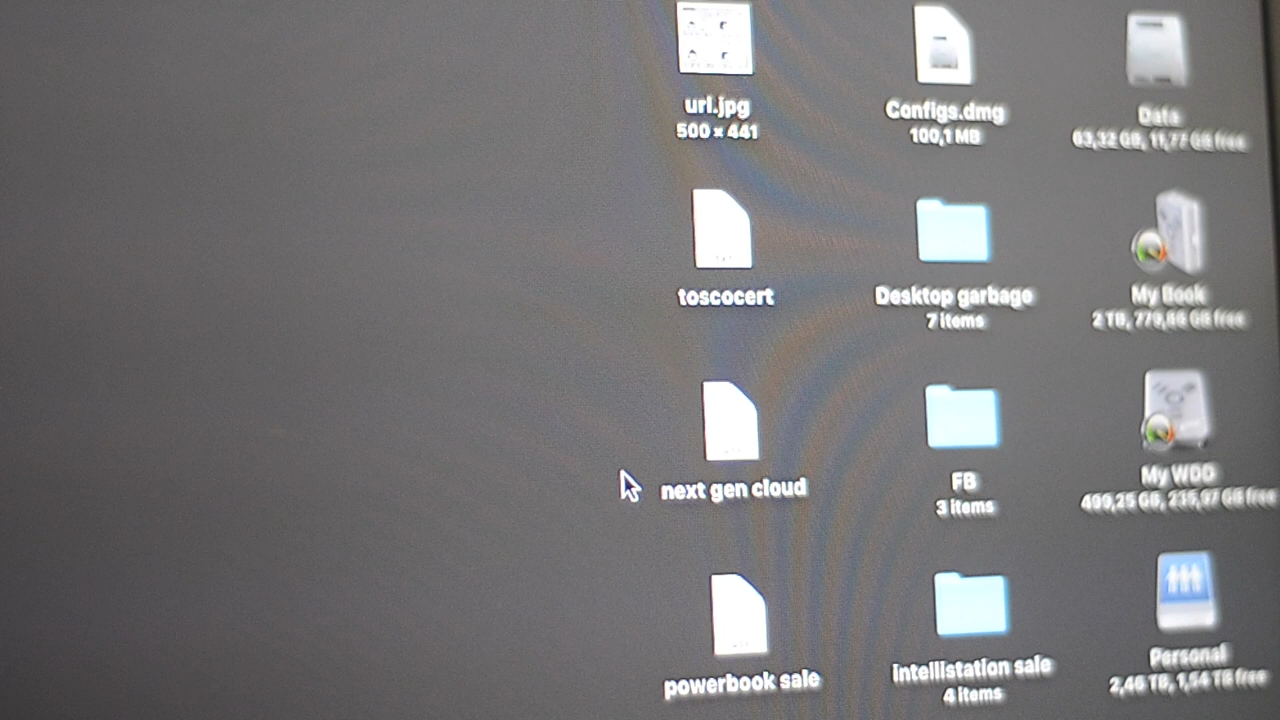 url.jpg
500 × 441
Configs.dmg
100,1 MB
Data
63,32 GB, 11,77 GB free
toscocert
Desktop garbage
7 items
My Book
2 TB, 779,86 GB free
next gen cloud
FB
3 items
My WDD
499,25 GB, 235,97 GB free
powerbook sale
intellistation sale
4 items
Personal
2,46 TB, 1,54 TB free